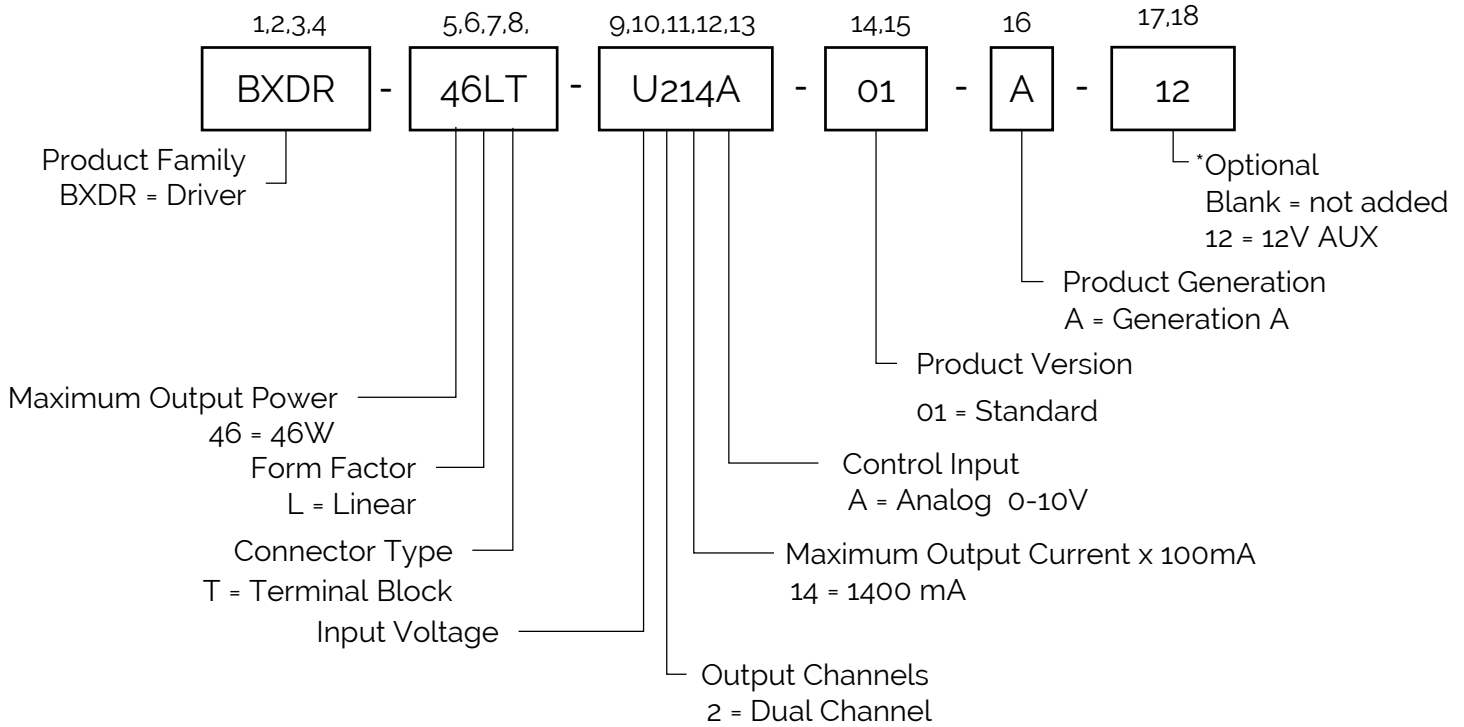 1,2,3,4 5,6,7,8, 9,10,11,12,13 14,15 16 17,18
BXDR - 46LT - U214A - 01 - A - 12
Product Family
BXDR = Driver
*Optional
Blank = not added
12 = 12V AUX
Product Generation
A = Generation A
Product Version
01 = Standard
Maximum Output Power
46 = 46W
Form Factor
L = Linear
Control Input
A = Analog 0-10V
Connector Type
T = Terminal Block
Maximum Output Current x 100mA
14 = 1400 mA
Input Voltage
Output Channels
2 = Dual Channel